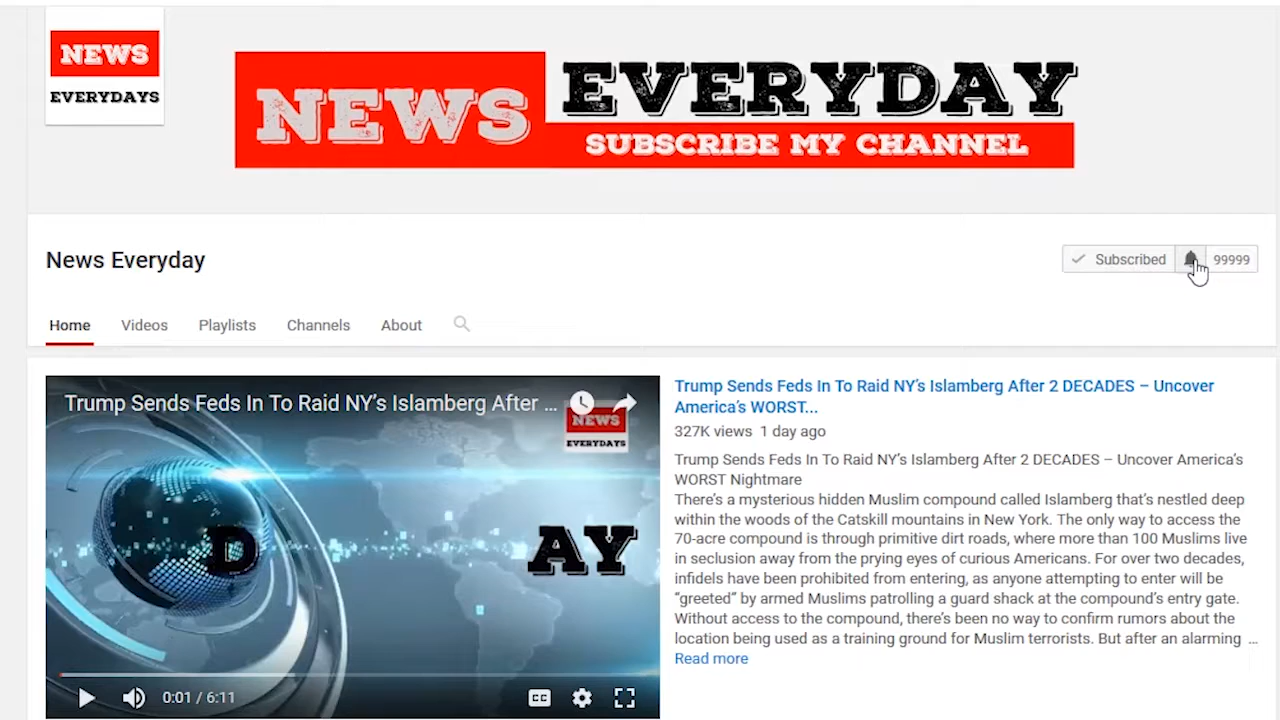 NEWS
EVERYDAYS
NEWS
EVERYDAY
SUBSCRIBE MY CHANNEL
News Everyday
Subscribed
99999
Home
Videos
Playlists
Channels
About
Trump Sends Feds In To Raid NY’s Islamberg After ...
NEWS
EVERYDAYS
D
AY
0:01 / 6:11
CC
Trump Sends Feds In To Raid NY’s Islamberg After 2 DECADES – Uncover
America’s WORST...
327K views 1 day ago
Trump Sends Feds In To Raid NY’s Islamberg After 2 DECADES – Uncover America’s
WORST Nightmare
There’s a mysterious hidden Muslim compound called Islamberg that’s nestled deep
within the woods of the Catskill mountains in New York. The only way to access the
70-acre compound is through primitive dirt roads, where more than 100 Muslims live
in seclusion away from the prying eyes of curious Americans. For over two decades,
infidels have been prohibited from entering, as anyone attempting to enter will be
“greeted” by armed Muslims patrolling a guard shack at the compound’s entry gate.
Without access to the compound, there’s been no way to confirm rumors about the
location being used as a training ground for Muslim terrorists. But after an alarming ...
Read more